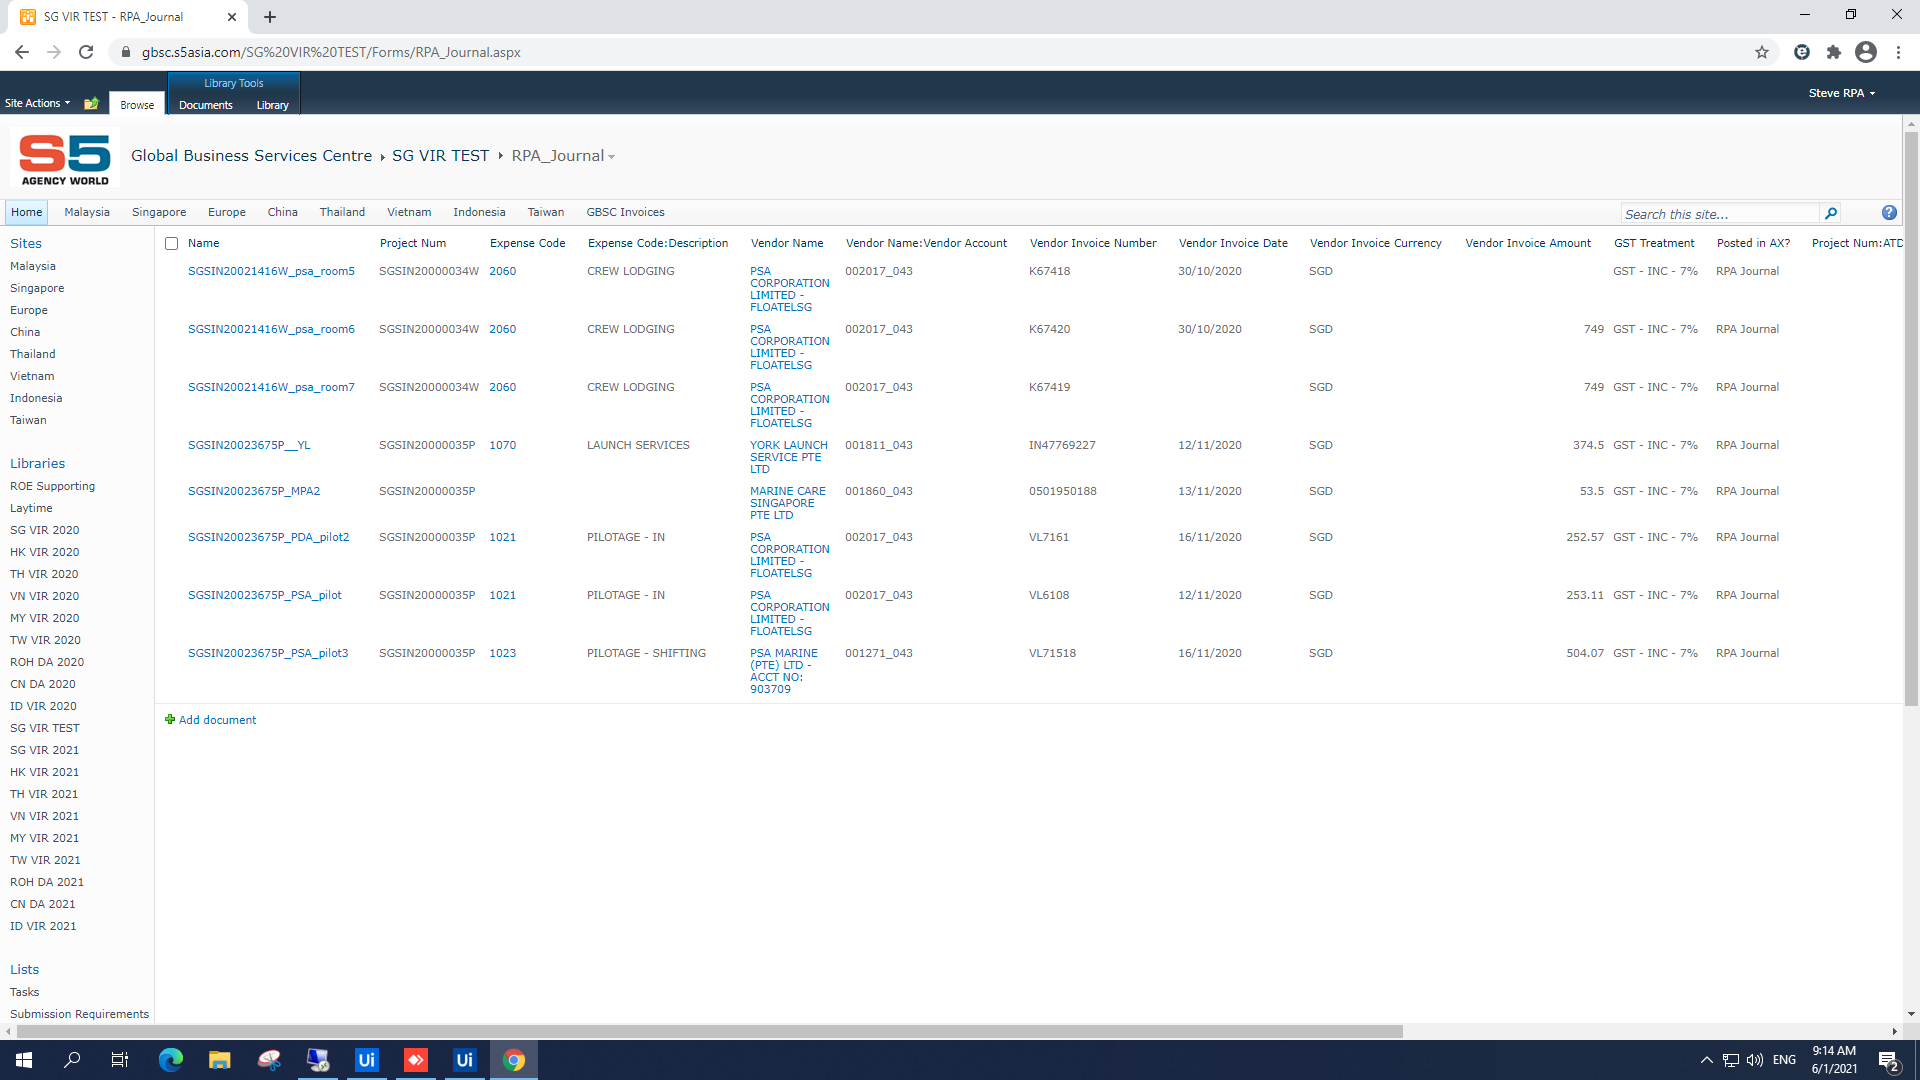 SG VIR TEST - RPA_Journal
gbsc.s5asia.com/SG%20VIR%20TEST/Forms/RPA_Journal.aspx
Library Tools
Site Actions
Browse
Documents
Library
Steve RPA
S5
AGENCY WORLD
Global Business Services Centre
SG VIR TEST
RPA_Journal
Home
Malaysia
Singapore
Europe
China
Thailand
Vietnam
Indonesia
Taiwan
GBSC Invoices
Search this site...
Sites
Malaysia
Singapore
Europe
China
Thailand
Vietnam
Indonesia
Taiwan
Libraries
ROE Supporting
Laytime
SG VIR 2020
HK VIR 2020
TH VIR 2020
VN VIR 2020
MY VIR 2020
TW VIR 2020
ROH DA 2020
CN DA 2020
ID VIR 2020
SG VIR TEST
SG VIR 2021
HK VIR 2021
TH VIR 2021
VN VIR 2021
MY VIR 2021
TW VIR 2021
ROH DA 2021
CN DA 2021
ID VIR 2021
Lists
Tasks
Submission Requirements
Name Project Num Expense Code Expense Code:Description Vendor Name Vendor Name:Vendor Account Vendor Invoice Number Vendor Invoice Date Vendor Invoice Currency Vendor Invoice Amount GST Treatment Posted in AX? Project Num:ATD
SGSIN20021416W_psa_room5 SGSIN20000034W 2060 CREW LODGING PSA 002017_043 K67418 30/10/2020 SGD GST - INC - 7% RPA Journal
CORPORATION
LIMITED -
FLOATELSG
SGSIN20021416W_psa_room6 SGSIN20000034W 2060 CREW LODGING PSA 002017_043 K67420 30/10/2020 SGD 749 GST - INC - 7% RPA Journal
CORPORATION
LIMITED -
FLOATELSG
SGSIN20021416W_psa_room7 SGSIN20000034W 2060 CREW LODGING PSA 002017_043 K67419 SGD 749 GST - INC - 7% RPA Journal
CORPORATION
LIMITED -
FLOATELSG
SGSIN20023675P__YL SGSIN20000035P 1070 LAUNCH SERVICES YORK LAUNCH 001811_043 IN47769227 12/11/2020 SGD 374.5 GST - INC - 7% RPA Journal
SERVICE PTE
LTD
SGSIN20023675P_MPA2 SGSIN20000035P MARINE CARE 001860_043 0501950188 13/11/2020 SGD 53.5 GST - INC - 7% RPA Journal
SINGAPORE
PTE LTD
SGSIN20023675P_PDA_pilot2 SGSIN20000035P 1021 PILOTAGE - IN PSA 002017_043 VL7161 16/11/2020 SGD 252.57 GST - INC - 7% RPA Journal
CORPORATION
LIMITED -
FLOATELSG
SGSIN20023675P_PSA_pilot SGSIN20000035P 1021 PILOTAGE - IN PSA 002017_043 VL6108 12/11/2020 SGD 253.11 GST - INC - 7% RPA Journal
CORPORATION
LIMITED -
FLOATELSG
SGSIN20023675P_PSA_pilot3 SGSIN20000035P 1023 PILOTAGE - SHIFTING PSA MARINE 001271_043 VL71518 16/11/2020 SGD 504.07 GST - INC - 7% RPA Journal
(PTE) LTD -
ACCT NO:
903709
Add document
Ui
Ui
ENG
9:14 AM
6/1/2021
2